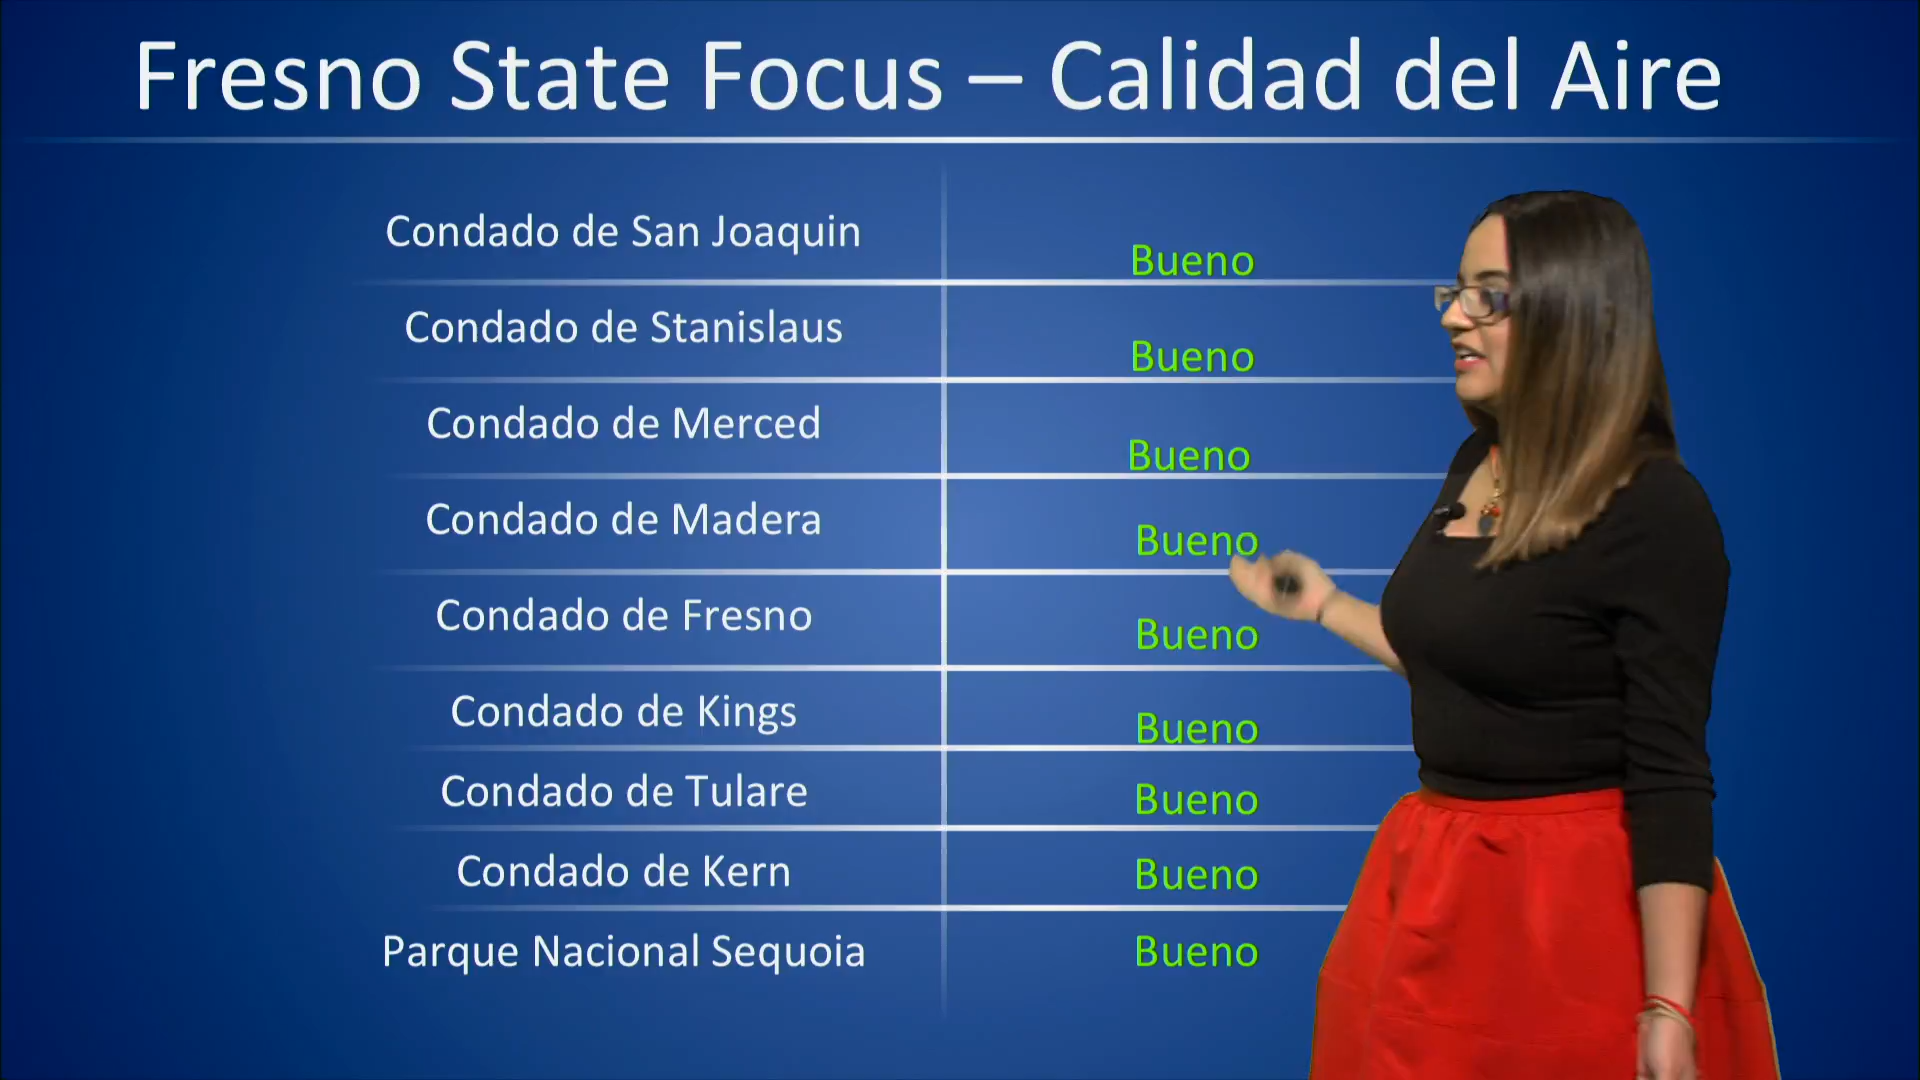 Fresno State Focus – Calidad del Aire
Condado de San Joaquin Bueno
Condado de Stanislaus Bueno
Condado de Merced Bueno
Condado de Madera Bueno
Condado de Fresno Bueno
Condado de Kings Bueno
Condado de Tulare Bueno
Condado de Kern Bueno
Parque Nacional Sequoia Bueno